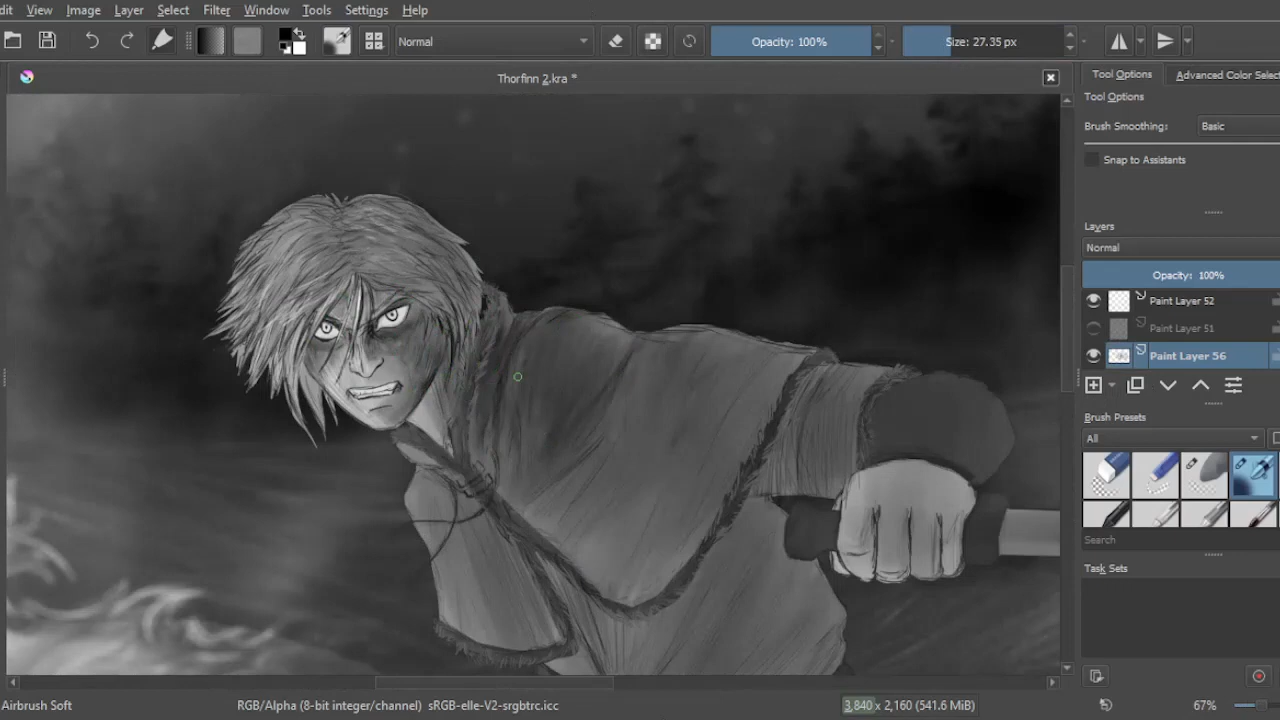 dit View Image Layer Select Filter Window Tools Settings Help
Normal Opacity: 100% Size: 27.35 px
Thorfinn 2.kra *
Tool Options Advanced Color Selec
Tool Options
Brush Smoothing: Basic
Snap to Assistants
Layers
Normal
Opacity: 100%
Paint Layer 52
Paint Layer 51
Paint Layer 56
Brush Presets
All
Search
Task Sets
Airbrush Soft RGB/Alpha (8-bit integer/channel) sRGB-elle-V2-srgbtrc.icc 3,840 x 2,160 (541.6 MiB) 67%